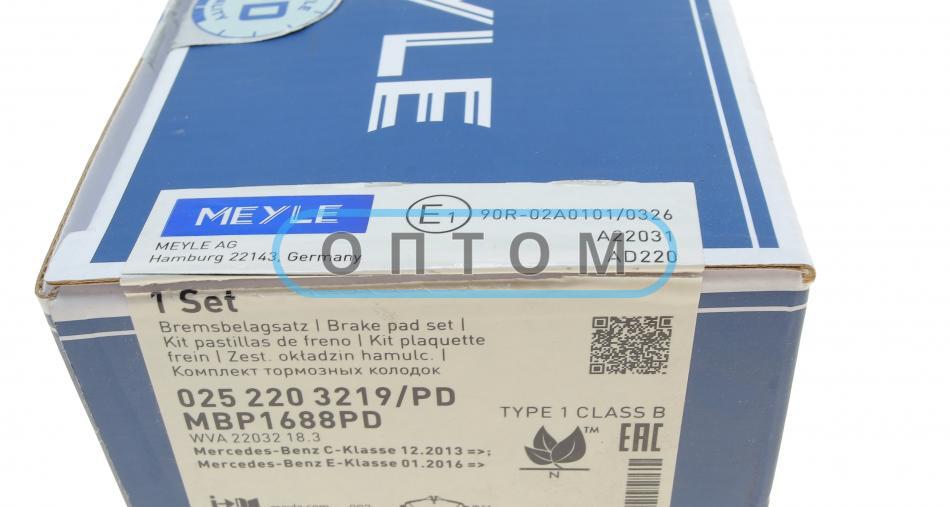 D
YLE
MEYLE
MEYLE AG
Hamburg 22143, Germany
E1
90R-02A0101/0326
A22031
AD220
ОПТОМ
1 Set
Bremsbelagsatz | Brake pad set |
Kit pastillas de freno | Kit plaquette
frein | Zest. okładzin hamulc. |
Комплект тормозных колодок
025 220 3219/PD
MBP1688PD
WVA 22032 18.3
Mercedes-Benz C-Klasse 12.2013 =>;
Mercedes-Benz E-Klasse 01.2016 =>
TYPE 1 CLASS B
TM
N
EAC